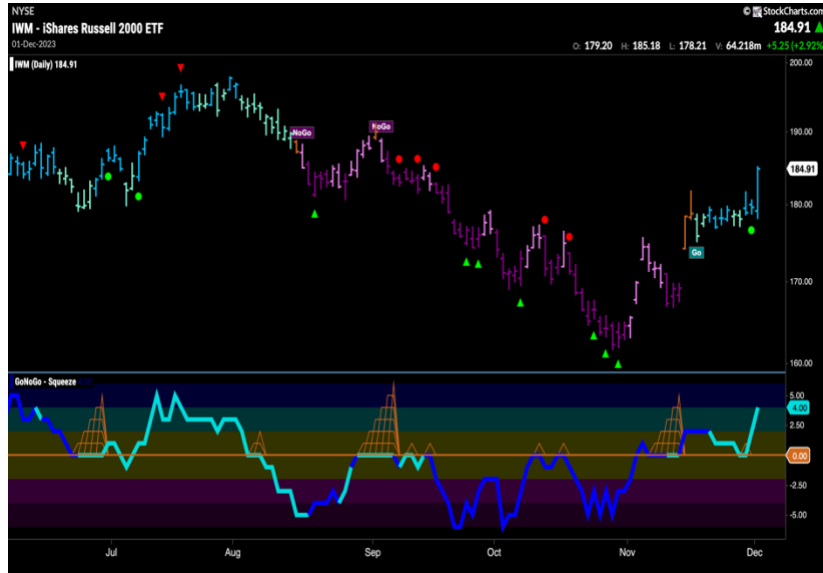 NYSE
© StockCharts.com
IWM - iShares Russell 2000 ETF
184.91
01-Dec-2023
O: 179.20 H: 185.18 L: 178.21 V: 64.218m +5.25 (+2.92%)
IWM (Daily) 184.91
200.00
NoGo
NoGo
190.00
184.91
180.00
Go
170.00
160.00
GoNoGo - Squeeze
5.00
4.00
2.50
0.00
-2.50
-5.00
Jul Aug Sep Oct Nov Dec